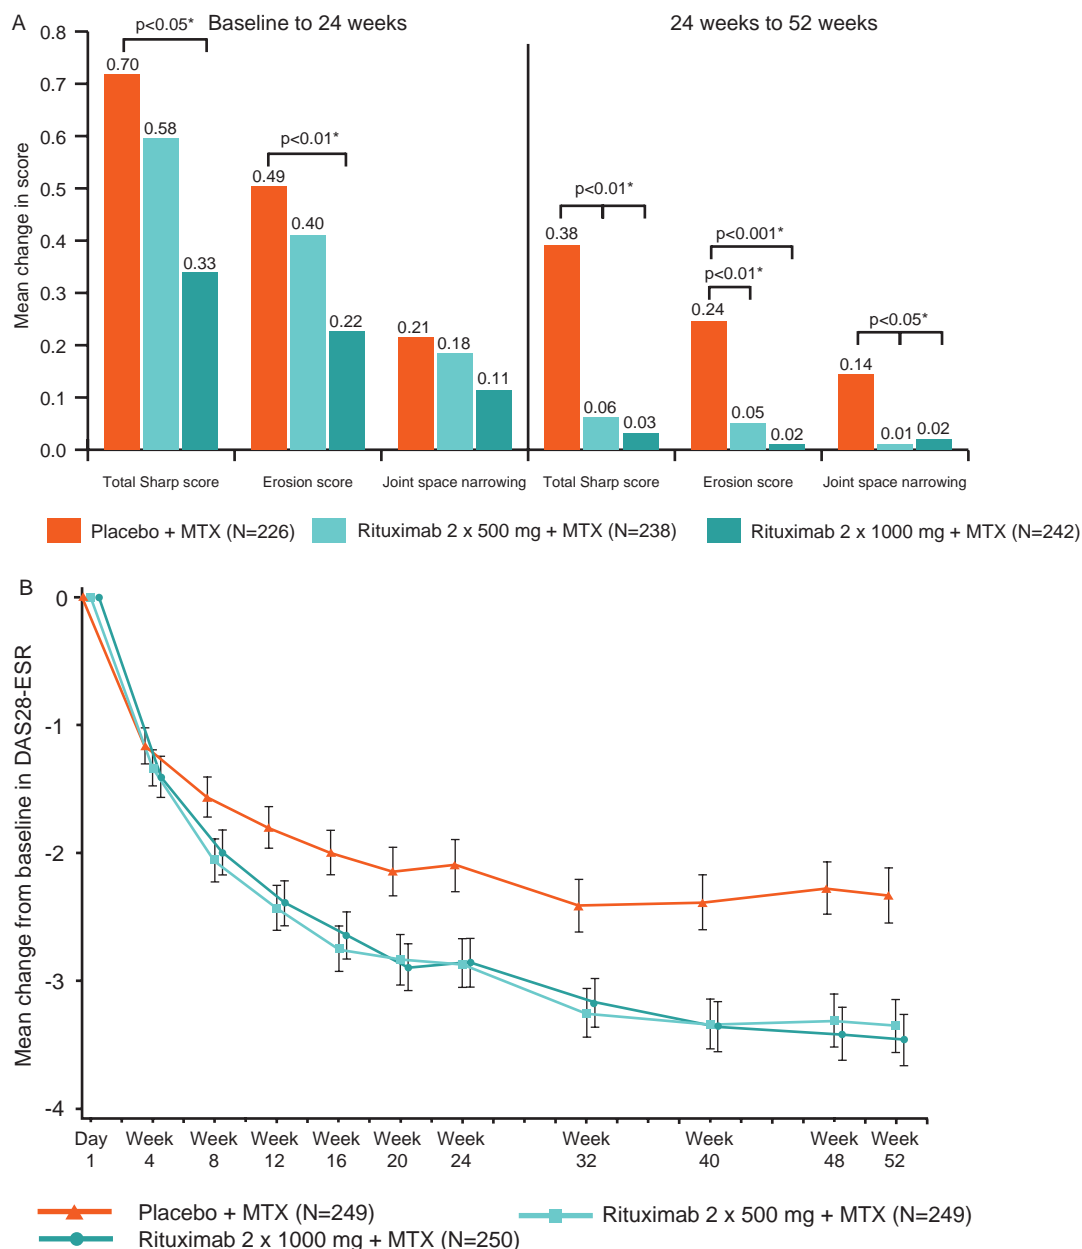 A
Baseline to 24 weeks
24 weeks to 52 weeks
Mean change in score
0.8
0.7
0.6
0.5
0.4
0.3
0.2
0.1
0.0
p<0.05*
0.70
0.58
0.33
p<0.01*
0.49
0.40
0.22
0.21
0.18
0.11
p<0.01*
0.38
0.06
0.03
p<0.001*
p<0.01*
0.24
0.05
0.02
p<0.05*
0.14
0.01
0.02
Total Sharp score
Erosion score
Joint space narrowing
Total Sharp score
Erosion score
Joint space narrowing
Placebo + MTX (N=226)
Rituximab 2 x 500 mg + MTX (N=238)
Rituximab 2 x 1000 mg + MTX (N=242)
B
Mean change from baseline in DAS28-ESR
0
-1
-2
-3
-4
Day 1
Week 4
Week 8
Week 12
Week 16
Week 20
Week 24
Week 32
Week 40
Week 48
Week 52
Placebo + MTX (N=249)
Rituximab 2 x 500 mg + MTX (N=249)
Rituximab 2 x 1000 mg + MTX (N=250)